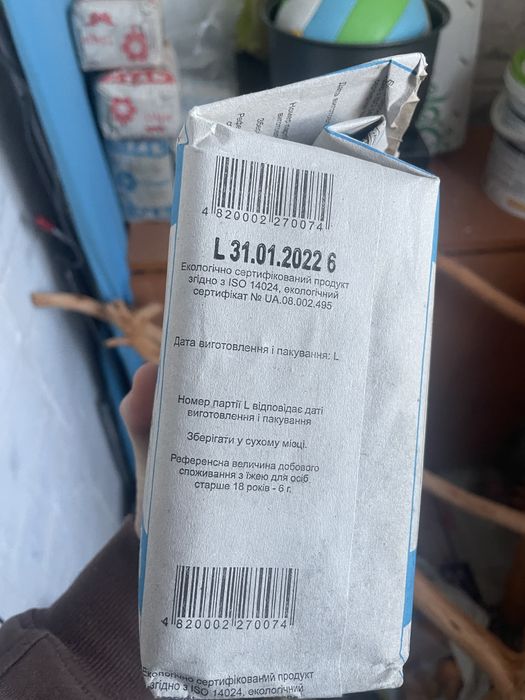 4 820002 270074
L 31.01.2022 6
Екологічно сертифікований продукт
згідно з ISO 14024, екологічний
сертифікат № UA.08.002.495
Дата виготовлення і пакування: L
Номер партії L відповідає даті
виготовлення і пакування
Зберігати у сухому місці.
Референсна величина добового
споживання з їжею для осіб
старше 18 років - 6 г.
4 820002 270074
Екологічно сертифікований продукт
згідно з ISO 14024, екологічний